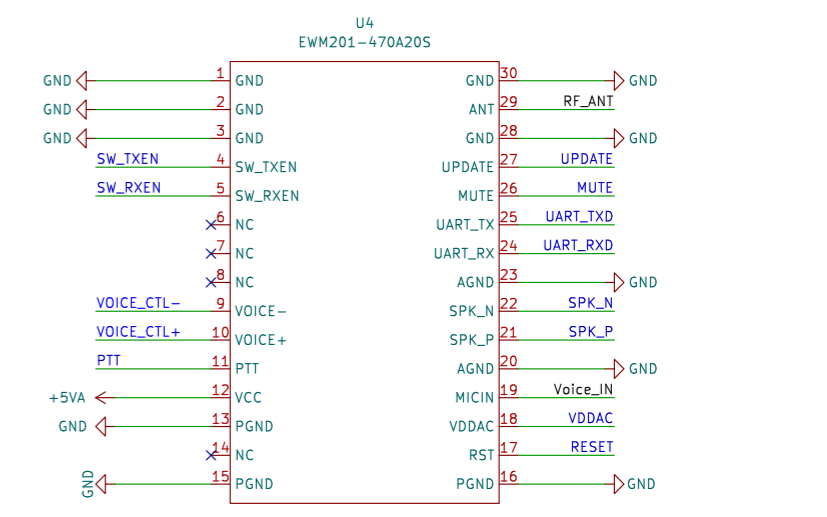 U4
EWM201-470A20S
GND 1 GND GND 30 GND
GND 2 GND ANT 29 RF_ANT
GND 3 GND GND 28 GND
SW_TXEN 4 SW_TXEN UPDATE 27 UPDATE
SW_RXEN 5 SW_RXEN MUTE 26 MUTE
6 NC UART_TX 25 UART_TXD
7 NC UART_RX 24 UART_RXD
8 NC AGND 23 GND
VOICE_CTL- 9 VOICE- SPK_N 22 SPK_N
VOICE_CTL+ 10 VOICE+ SPK_P 21 SPK_P
PTT 11 PTT AGND 20 GND
+5VA 12 VCC MICIN 19 Voice_IN
GND 13 PGND VDDAC 18 VDDAC
14 NC RST 17 RESET
GND 15 PGND PGND 16 GND